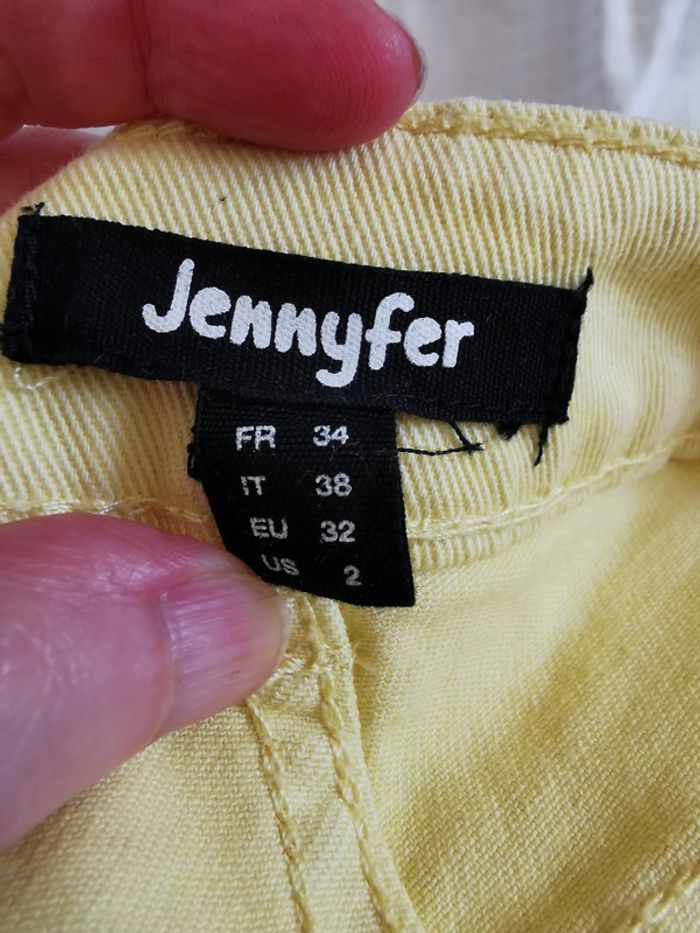 Jennyfer
FR 34
IT 38
EU 32
US 2